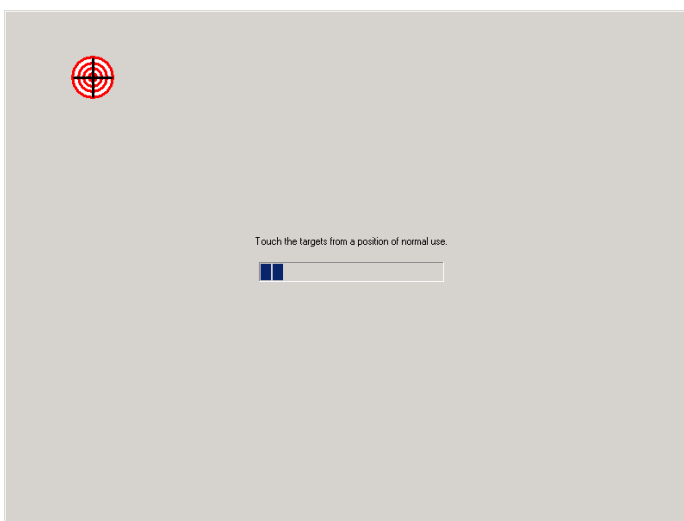 Touch the targets from a position of normal use.